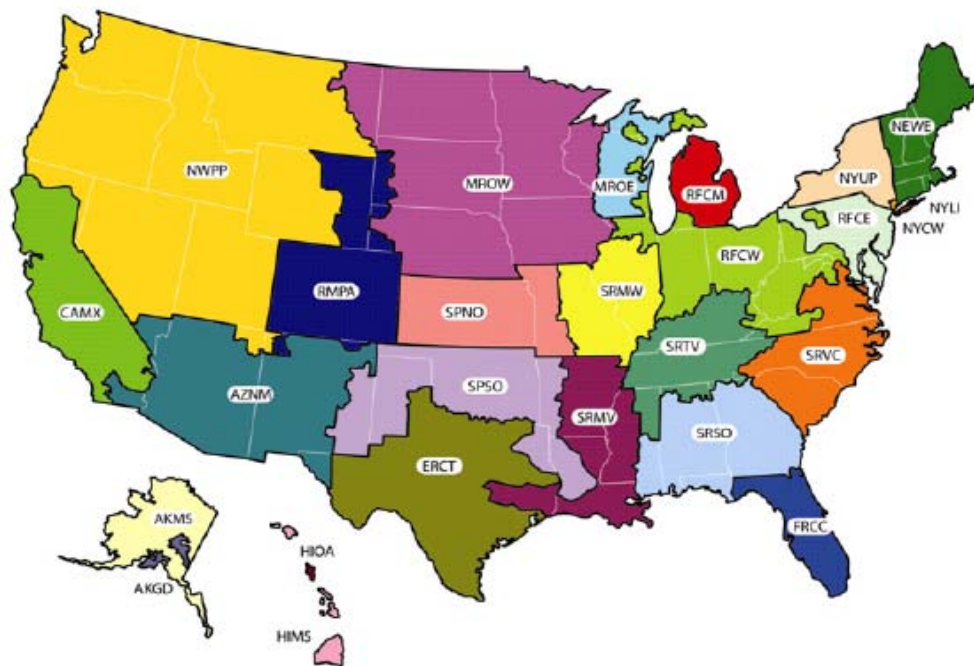 NEWE
NWPP
MROW
MROE
RFCM
NYUP
NYLI
NYCW
RFCE
RFCW
RMPA
SPNO
SRMW
CAMX
SRTV
SRVC
AZNM
SPSO
SRMV
SRSO
ERCT
AKMS
FRCC
HIOA
AKGD
HIMS